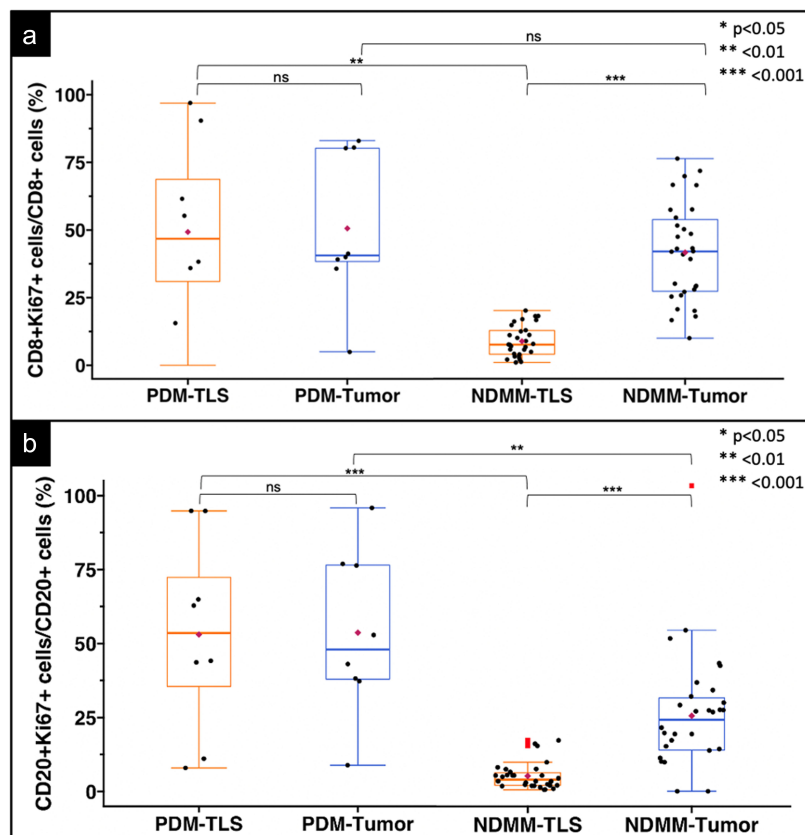 a
* p<0.05
** <0.01
*** <0.001
ns
**
ns
***
CD8+Ki67+ cells/CD8+ cells (%)
100
75
50
25
0
PDM-TLS
PDM-Tumor
NDMM-TLS
NDMM-Tumor
b
* p<0.05
** <0.01
*** <0.001
**
***
ns
***
CD20+Ki67+ cells/CD20+ cells (%)
100
75
50
25
0
PDM-TLS
PDM-Tumor
NDMM-TLS
NDMM-Tumor